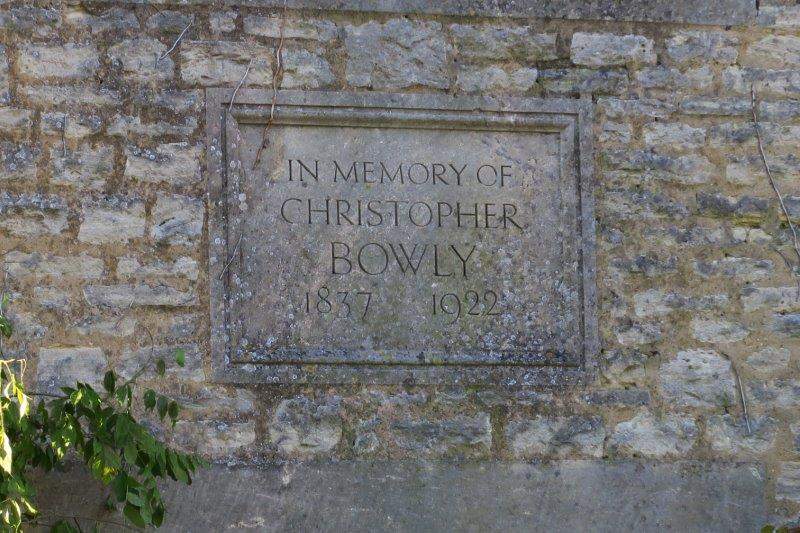 IN MEMORY OF
CHRISTOPHER
BOWLY
1837 1922